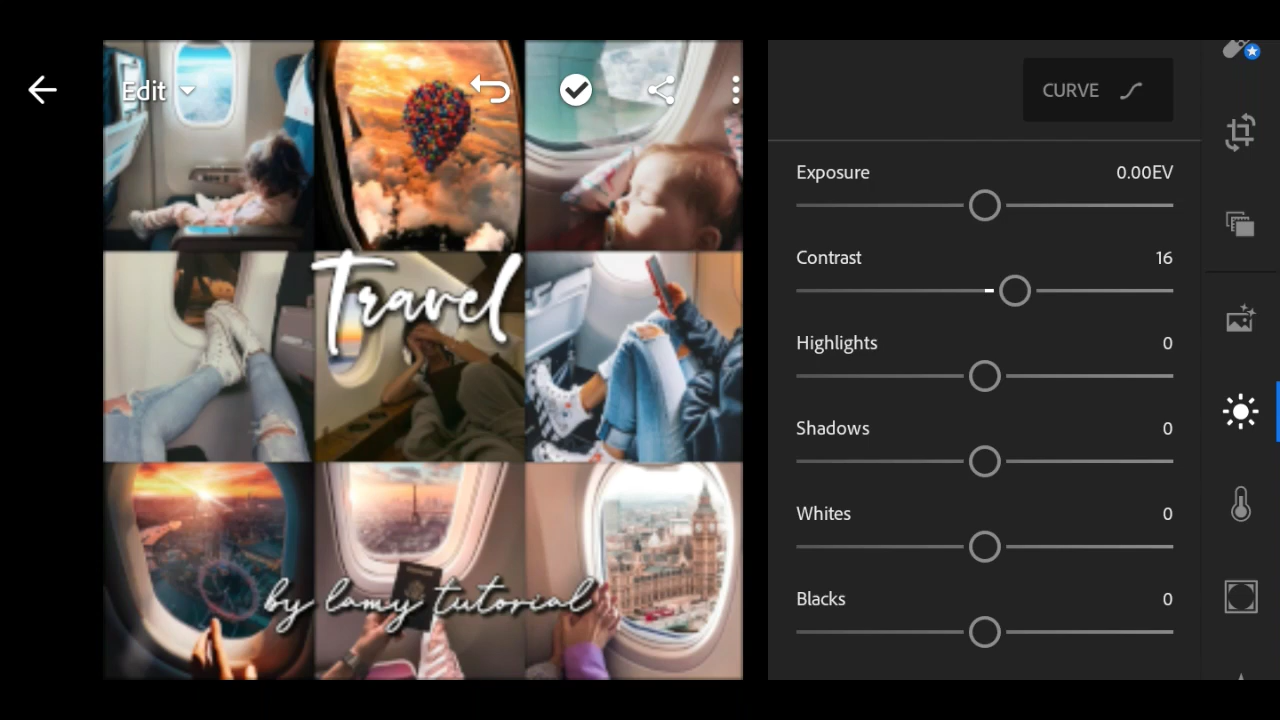 Edit
CURVE
Exposure 0.00EV
Contrast 16
Highlights 0
Shadows 0
Whites 0
Blacks 0
Travel
by lamy tutorial